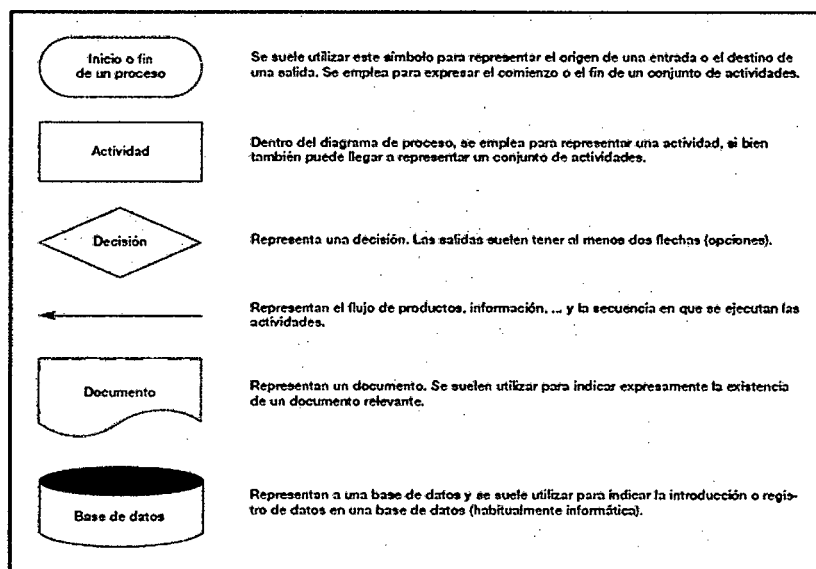 Inicio o fin
de un proceso
Se suele utilizar este símbolo para representar el origen de una entrada o el destino de
una salida. Se emplea para expresar el comienzo o el fin de un conjunto de actividades.
Actividad
Dentro del diagrama de proceso, se emplea para representar una actividad, si bien
también puede llegar a representar un conjunto de actividades.
Decisión
Representa una decisión. Las salidas suelen tener al menos dos flechas (opciones).
Representan el flujo de productos, información, ... y la secuencia en que se ejecutan las
actividades.
Documento
Representan un documento. Se suelen utilizar para indicar expresamente la existencia
de un documento relevante.
Base de datos
Representan a una base de datos y se suele utilizar para indicar la introducción o regis-
tro de datos en una base de datos (habitualmente informática).